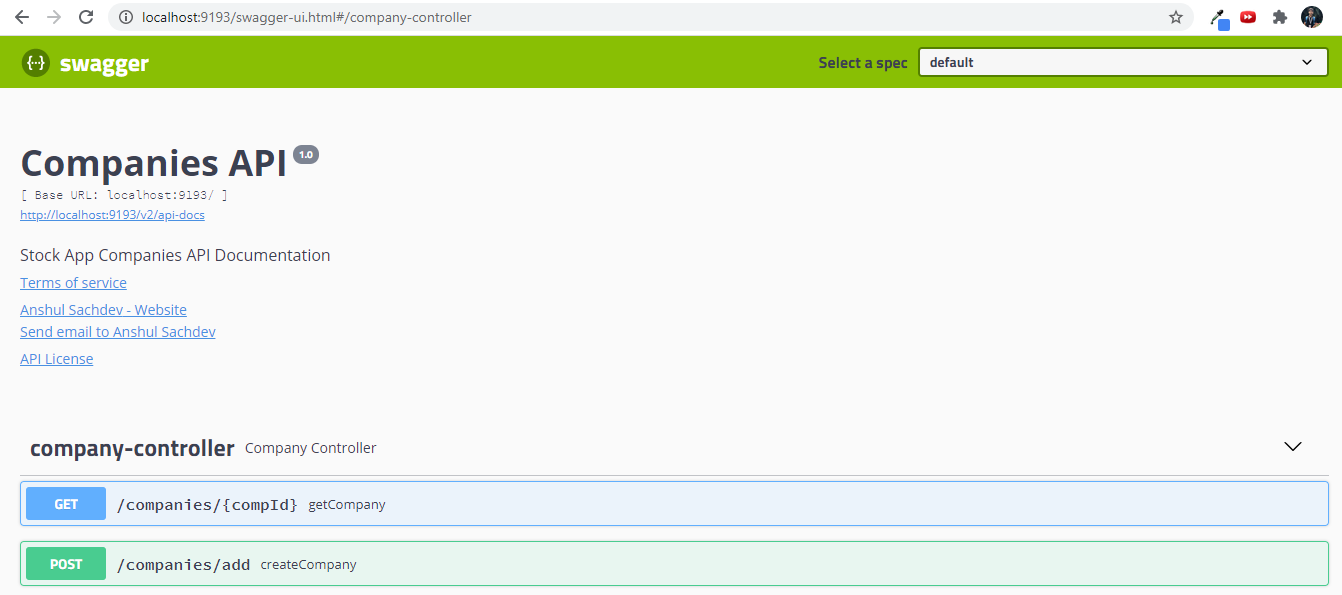 localhost:9193/swagger-ui.html#/company-controller
{··} swagger Select a spec default
Companies API 1.0
[ Base URL: localhost:9193/ ]
http://localhost:9193/v2/api-docs
Stock App Companies API Documentation
Terms of service
Anshul Sachdev - Website
Send email to Anshul Sachdev
API License
company-controller Company Controller
GET /companies/{compId} getCompany
POST /companies/add createCompany